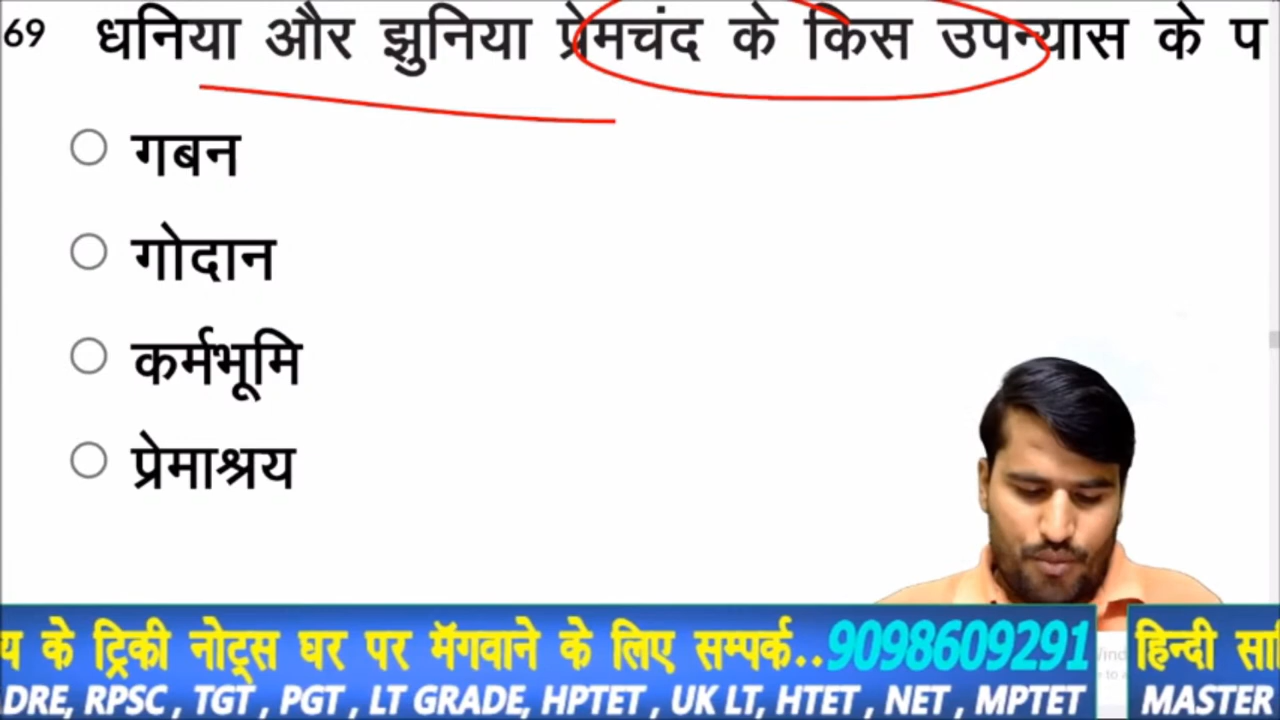 69 धनिया और झुनिया प्रेमचंद के किस उपन्यास के प
गबन
गोदान
कर्मभूमि
प्रेमाश्रय
य के ट्रिकी नोट्स घर पर मँगवाने के लिए सम्पर्क..9098609291
हिन्दी सा
DRE, RPSC , TGT , PGT , LT GRADE, HPTET , UK LT, HTET , NET , MPTET
MASTER